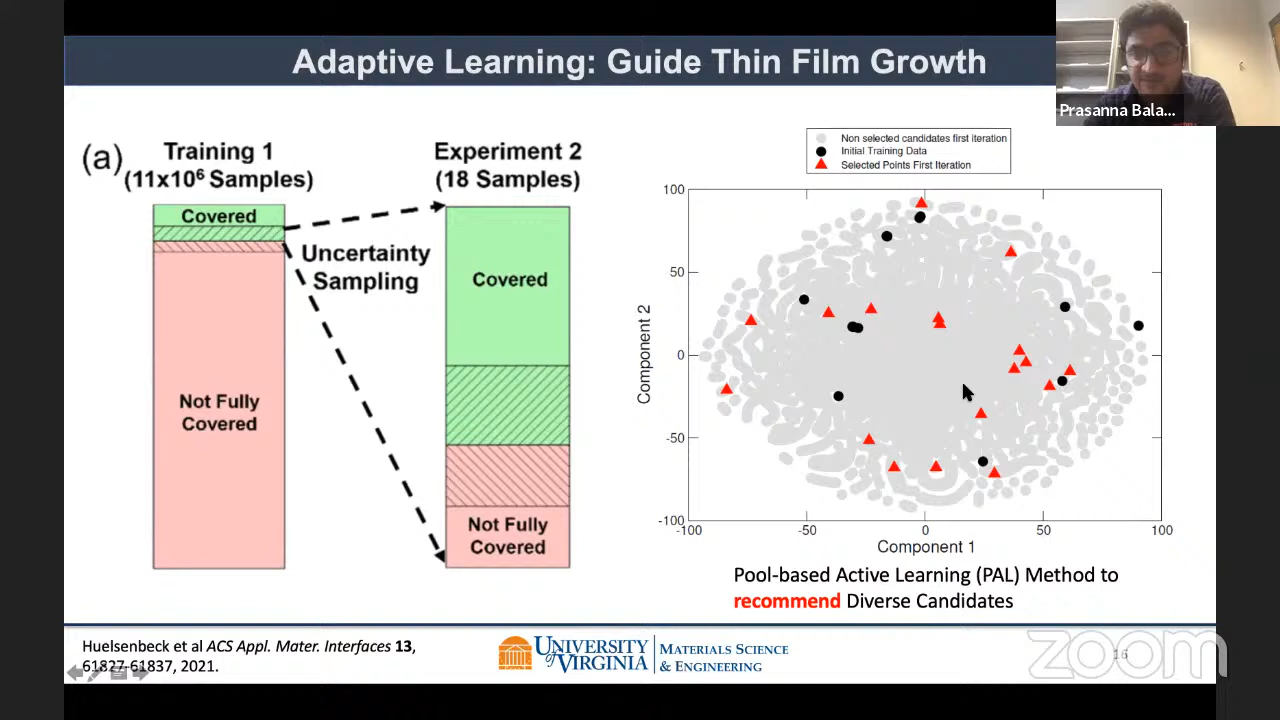 Adaptive Learning: Guide Thin Film Growth
Prasanna Bala...
(a)
Training 1
(11x10⁶ Samples)
Covered
Not Fully
Covered
Uncertainty
Sampling
Experiment 2
(18 Samples)
Covered
Not Fully
Covered
Non selected candidates first iteration
Initial Training Data
Selected Points First Iteration
100
50
0
-50
-100
Component 2
-100
-50
0
50
100
Component 1
Pool-based Active Learning (PAL) Method to
recommend Diverse Candidates
Huelsenbeck et al ACS Appl. Mater. Interfaces 13,
61827-61837, 2021.
UNIVERSITY
of VIRGINIA
MATERIALS SCIENCE
& ENGINEERING
16
zoom